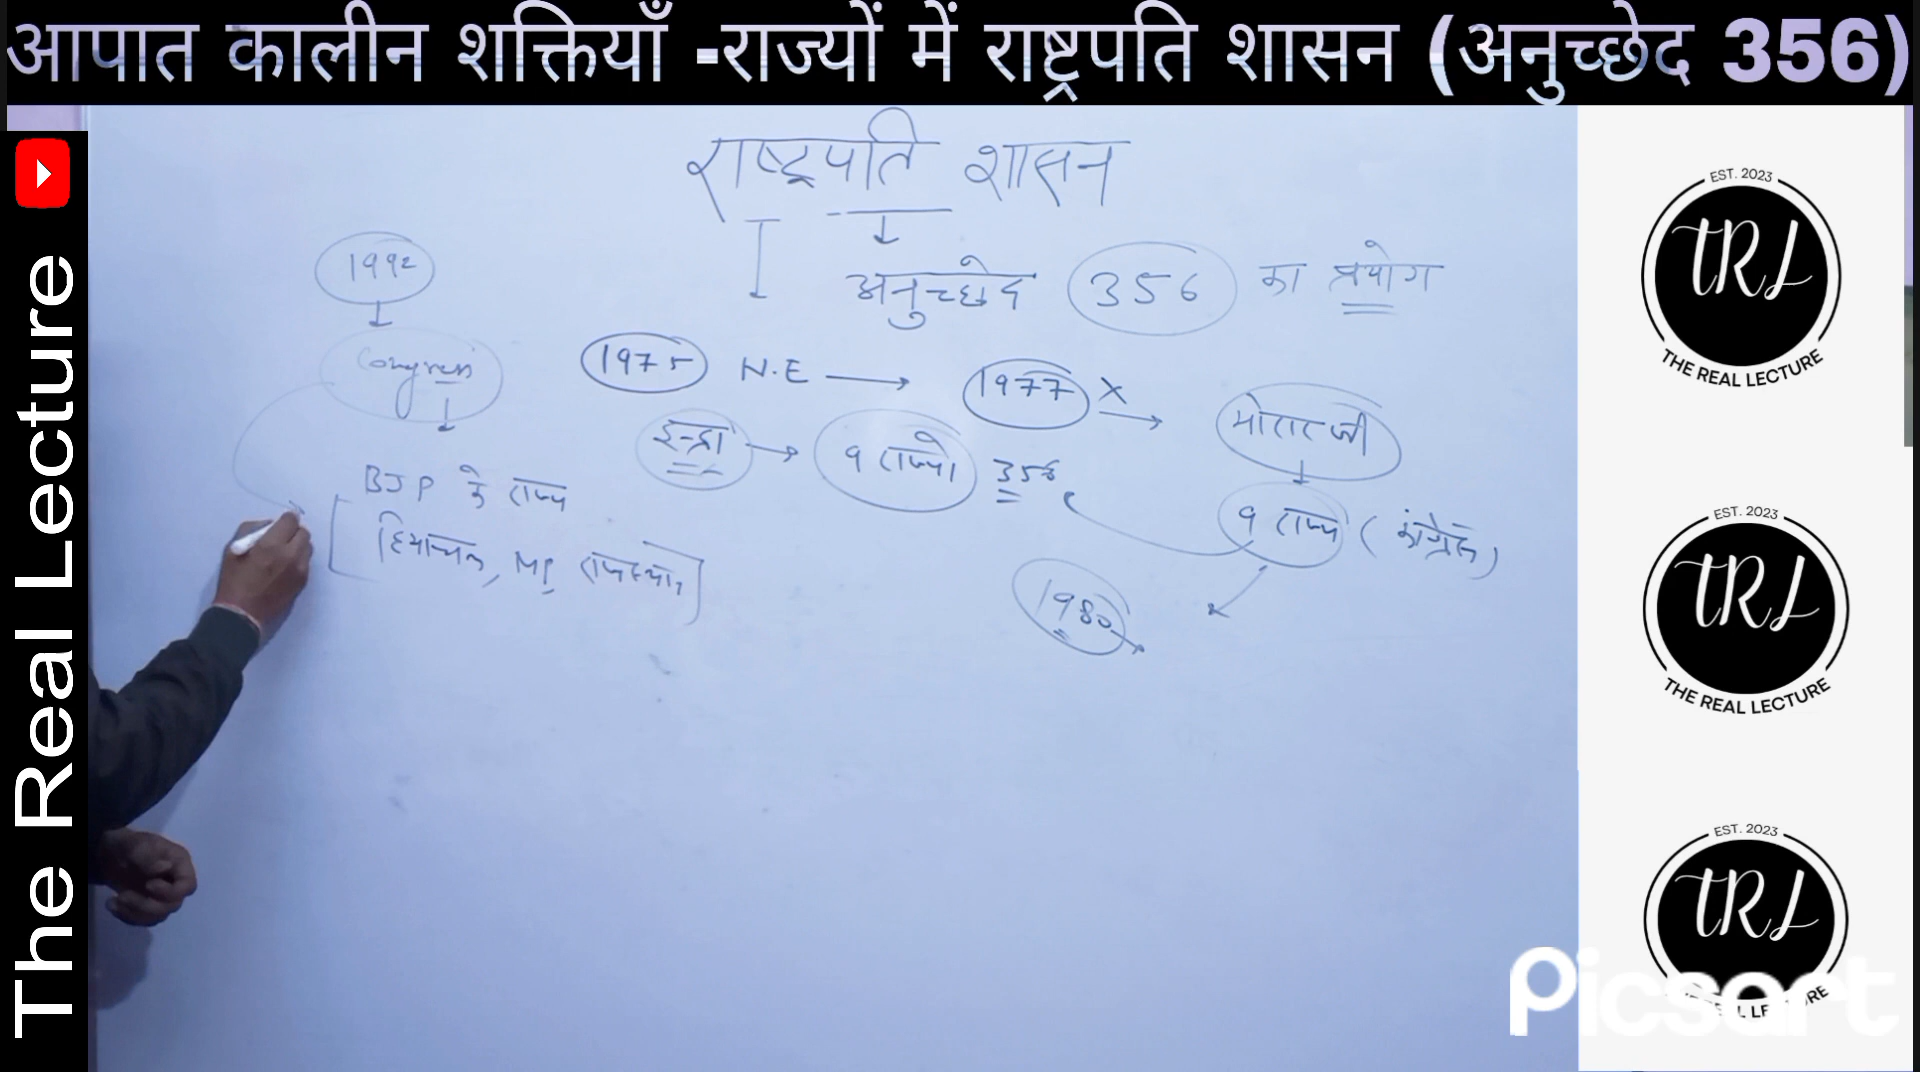 आपात कालीन शक्तियाँ -राज्यों में राष्ट्रपति शासन (अनुच्छेद 356)
The Real Lecture
राष्ट्रपति शासन
अनुच्छेद 356 का प्रयोग
1992
Congress
BJP के राज्य
हिमाचल, MP, राजस्थान
1975 N.E → 1977 X →
मोरारजी
इन्द्रा → 9 राज्यो 356
9 राज्य (कांग्रेस)
1980
EST. 2023
TRL
THE REAL LECTURE
EST. 2023
TRL
THE REAL LECTURE
EST. 2023
TRL
Picsart